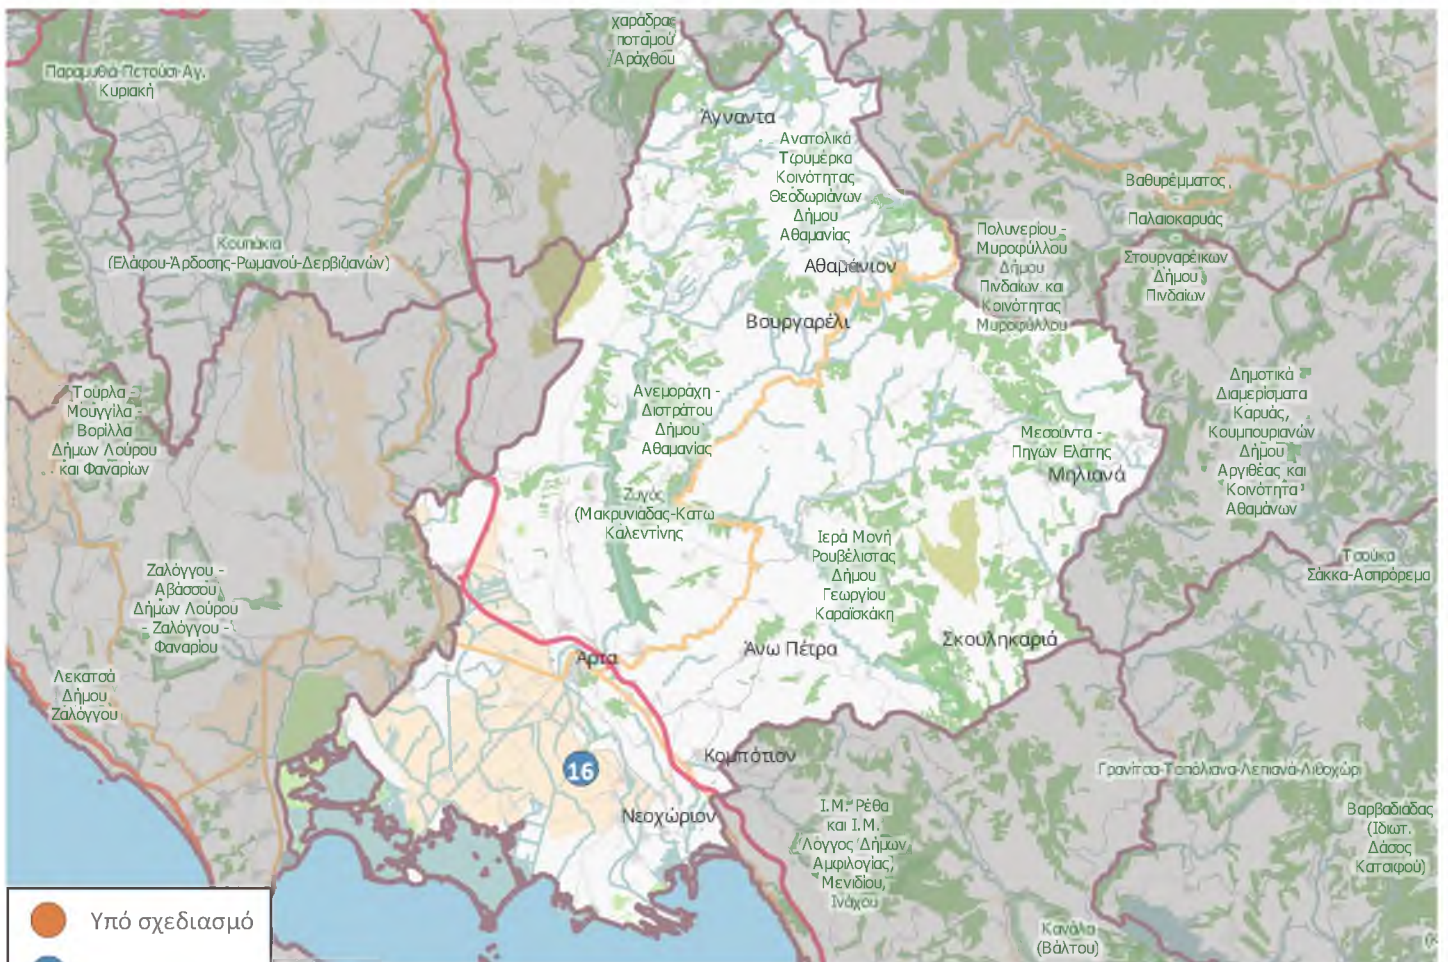 χαράδρας
ποταμού
Αράχθου
Παραμυθιά-Πετούσι-Αγ.
Κυριακή
Άγναντα
Ανατολικά
Τζουμέρκα
Κοινότητας
Θεοδωριάνων
Δήμου
Αθαμανίας
Βαθυρέμματος
Παλαιοκαρυάς
Πολυνερίου -
Μυροφύλλου
Δήμου
Πινδαίων και
Κοινότητας
Μυροφύλλου
Στουρναρέικων
Δήμου
Πινδαίων
Κουπάκια
(Ελάφου-Άρδοσης-Ρωμανού-Δερβιζιανών)
Αθαμάνιον
Βουργαρέλι
Τούρλα -
Μουγγίλα -
Βορίλλα
Δήμων Λούρου
και Φαναρίων
Ανεμοράχη -
Διστράτου
Δήμου
Αθαμανίας
Δημοτικά
Διαμερίσματα
Καρυάς,
Κουμπουριανών
Δήμου
Αργιθέας και
Κοινότητα
Αθαμάνων
Μεσούντα -
Πηγών Ελάτης
Μηλιανά
Ζυγός
(Μακρυνιάδας-Κατω
Καλεντίνης
Ιερά Μονή
Ρουβέλιστας
Δήμου
Γεωργίου
Καραϊσκάκη
Τσούκα
Σάκκα-Ασπρόρεμα
Ζαλόγγου -
Αβάσσου
Δήμων Λούρου
- Ζαλόγγου -
Φαναρίου
Σκουληκαριά
Άνω Πέτρα
Άρτα
Λεκατσά
Δήμου
Ζαλόγγου
Κομπότιον
16
Γρανίτσα-Τοπόλιανα-Λεπιανά-Λιθοχώρι
Νεοχώριον
Ι.Μ. Ρέθα
και Ι.Μ.
Λόγγος Δήμων
Αμφιλοχίας,
Μενιδίου,
Ινάχου
Βαρβαδιάδας
(Ιδιωτ.
Δάσος
Κατσιφού)
Κανάλα
(Βάλτου)
Υπό σχεδιασμό